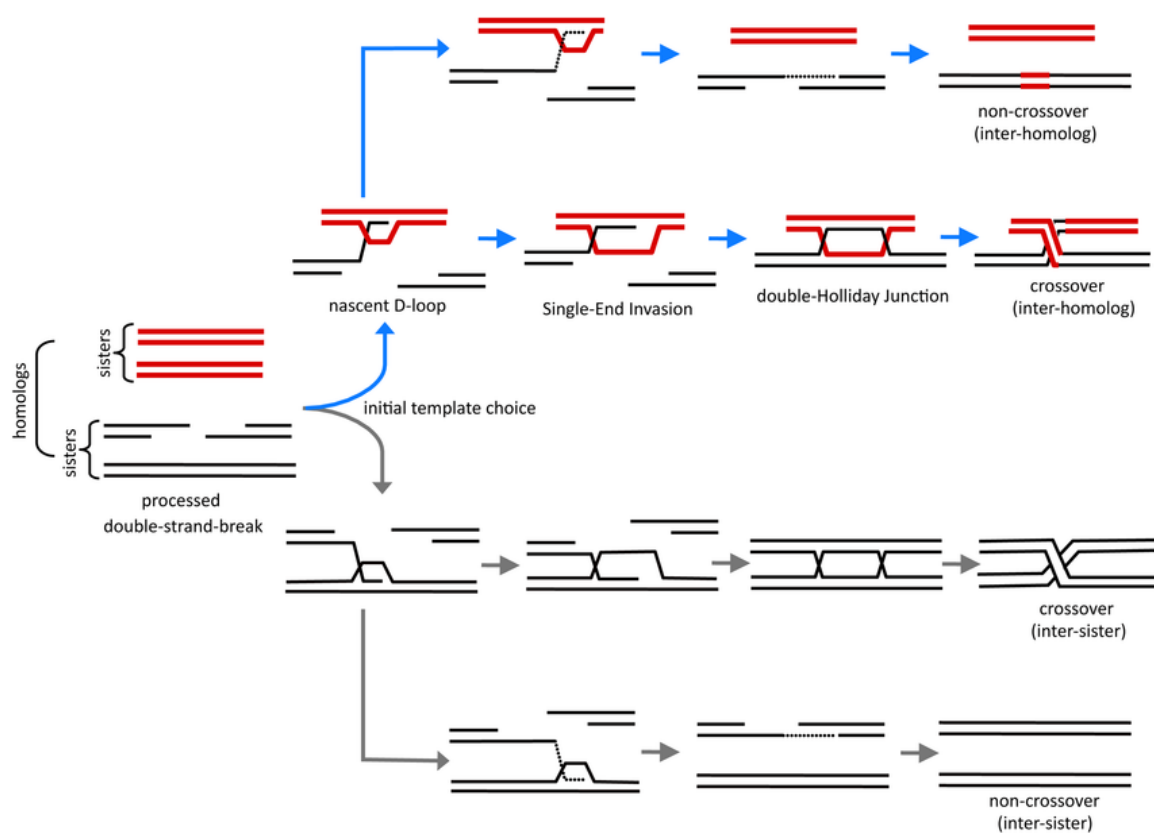 non-crossover
(inter-homolog)
nascent D-loop
Single-End Invasion
double-Holliday Junction
crossover
(inter-homolog)
homologs
sisters
sisters
initial template choice
processed
double-strand-break
crossover
(inter-sister)
non-crossover
(inter-sister)